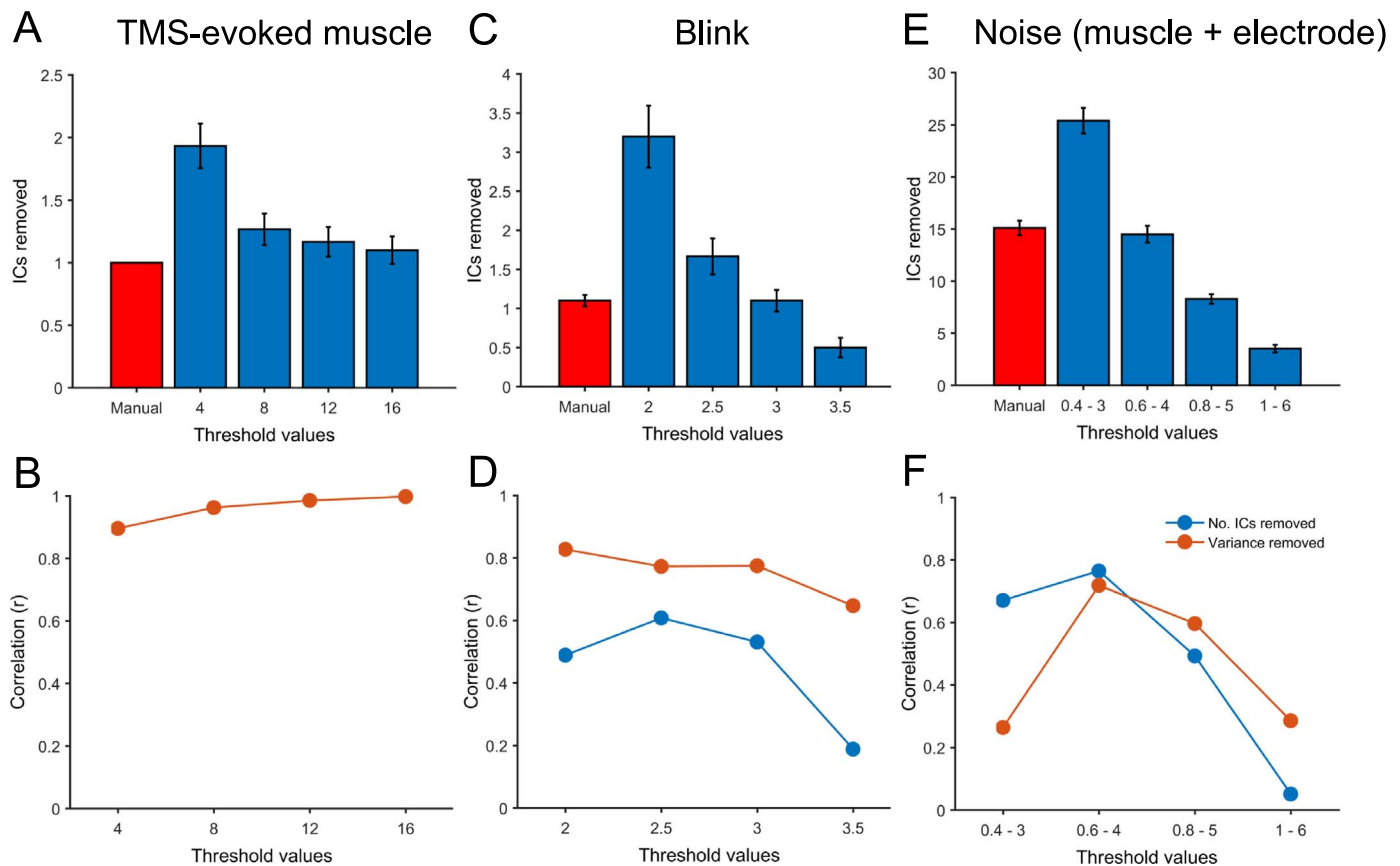 A TMS-evoked muscle
2.5
2
1.5
1
0.5
0
ICs removed
Manual 4 8 12 16
Threshold values
C Blink
4
3.5
3
2.5
2
1.5
1
0.5
0
ICs removed
Manual 2 2.5 3 3.5
Threshold values
E Noise (muscle + electrode)
30
25
20
15
10
5
0
ICs removed
Manual 0.4 - 3 0.6 - 4 0.8 - 5 1 - 6
Threshold values
B
1
0.8
0.6
0.4
0.2
0
Correlation (r)
4 8 12 16
Threshold values
D
1
0.8
0.6
0.4
0.2
0
Correlation (r)
2 2.5 3 3.5
Threshold values
F
1
0.8
0.6
0.4
0.2
0
Correlation (r)
No. ICs removed
Variance removed
0.4 - 3 0.6 - 4 0.8 - 5 1 - 6
Threshold values